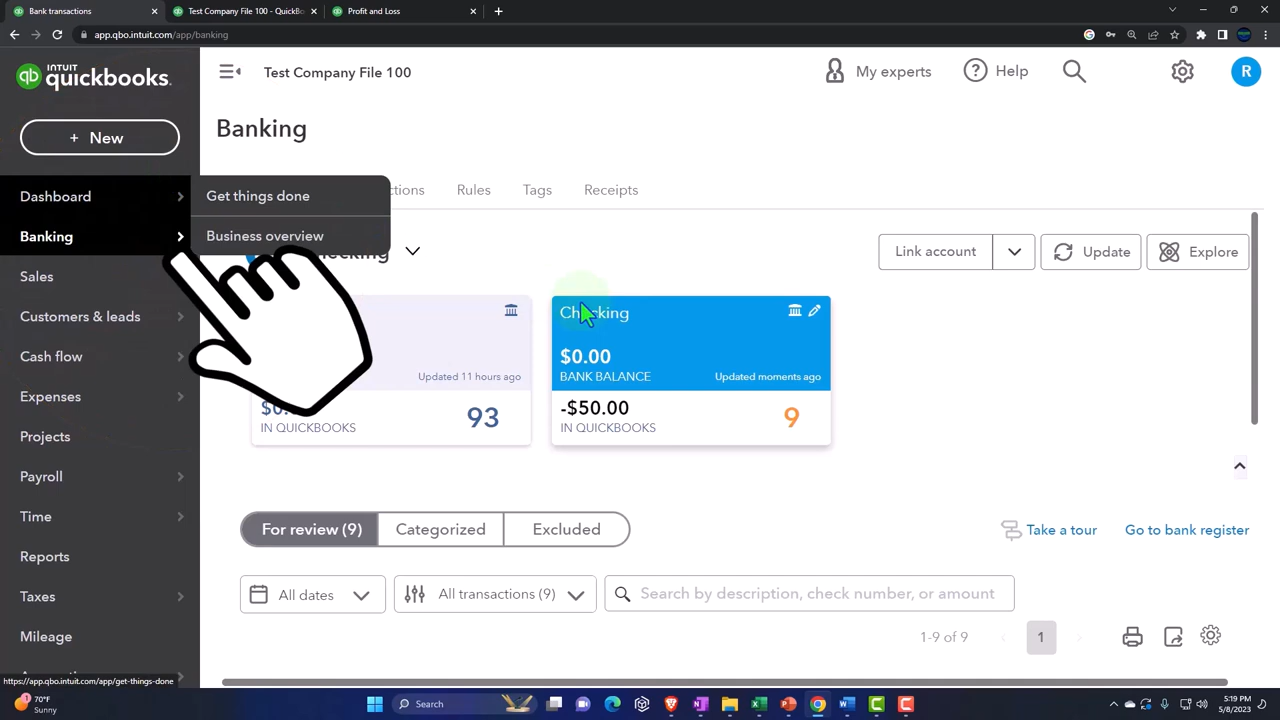 Bank transactions
Test Company File 100 - QuickBo
Profit and Loss
app.qbo.intuit.com/app/banking
INTUIT
quickbooks.
Test Company File 100
My experts
Help
R
+ New
Banking
Dashboard
Get things done
ctions
Rules
Tags
Receipts
Banking
Business overview
Link account
Update
Explore
Sales
Customers & leads
Checking
$0.00
Updated 11 hours ago
BANK BALANCE
Updated moments ago
Cash flow
Expenses
IN QUICKBOOKS
93
-$50.00
IN QUICKBOOKS
9
Projects
Payroll
Time
For review (9)
Categorized
Excluded
Take a tour
Go to bank register
Reports
Taxes
All dates
All transactions (9)
Search by description, check number, or amount
Mileage
1-9 of 9
1
https://app.qbo.intuit.com/app/get-things-done
70°F
Sunny
Search
5:19 PM
5/8/2023